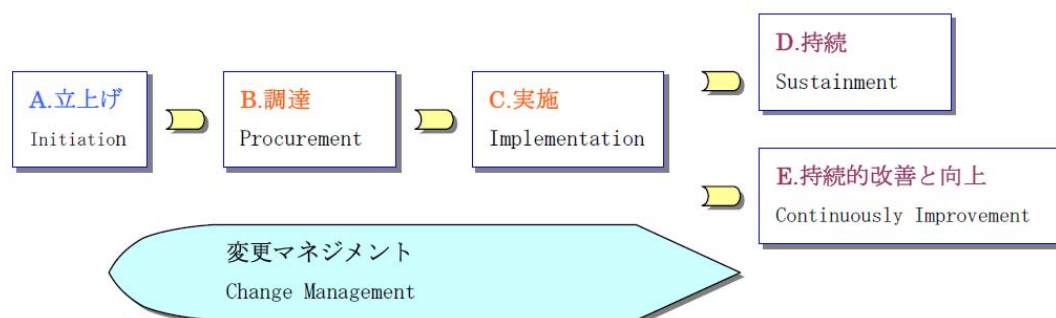 A.立上げ
Initiation
B.調達
Procurement
C.実施
Implementation
D.持続
Sustainment
E.持続的改善と向上
Continuously Improvement
変更マネジメント
Change Management